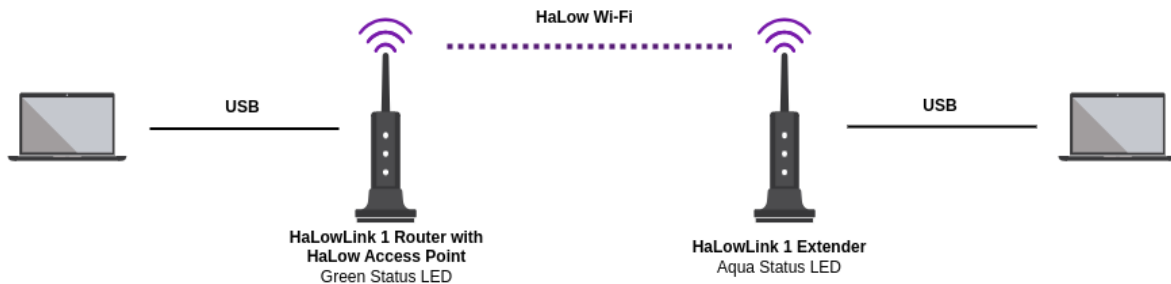 HaLow Wi-Fi
USB
USB
HaLowLink 1 Router with
HaLow Access Point
Green Status LED
HaLowLink 1 Extender
Aqua Status LED